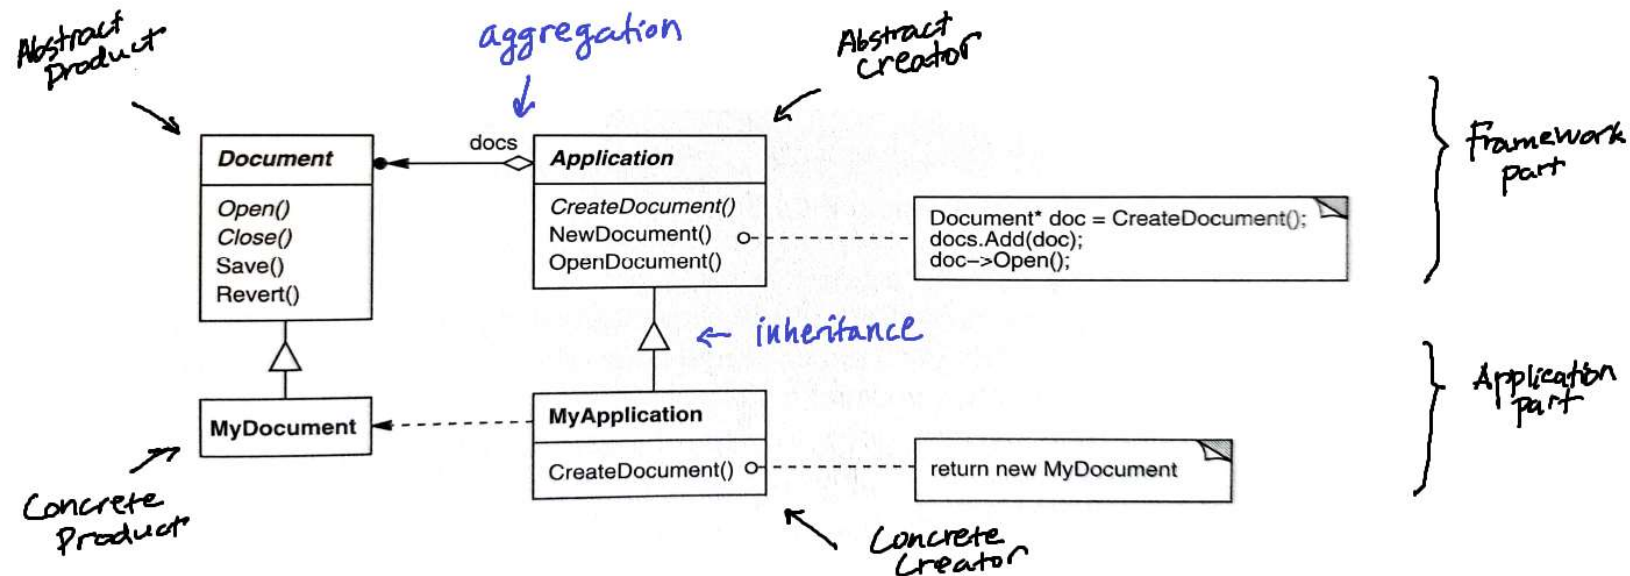 Abstract
Product
aggregation
Abstract
Creator
Framework
part
docs
Document
Open()
Close()
Save()
Revert()
Application
CreateDocument()
NewDocument()
OpenDocument()
Document* doc = CreateDocument();
docs.Add(doc);
doc–>Open();
← inheritance
Application
part
MyDocument
MyApplication
CreateDocument()
return new MyDocument
Concrete
Product
Concrete
Creator